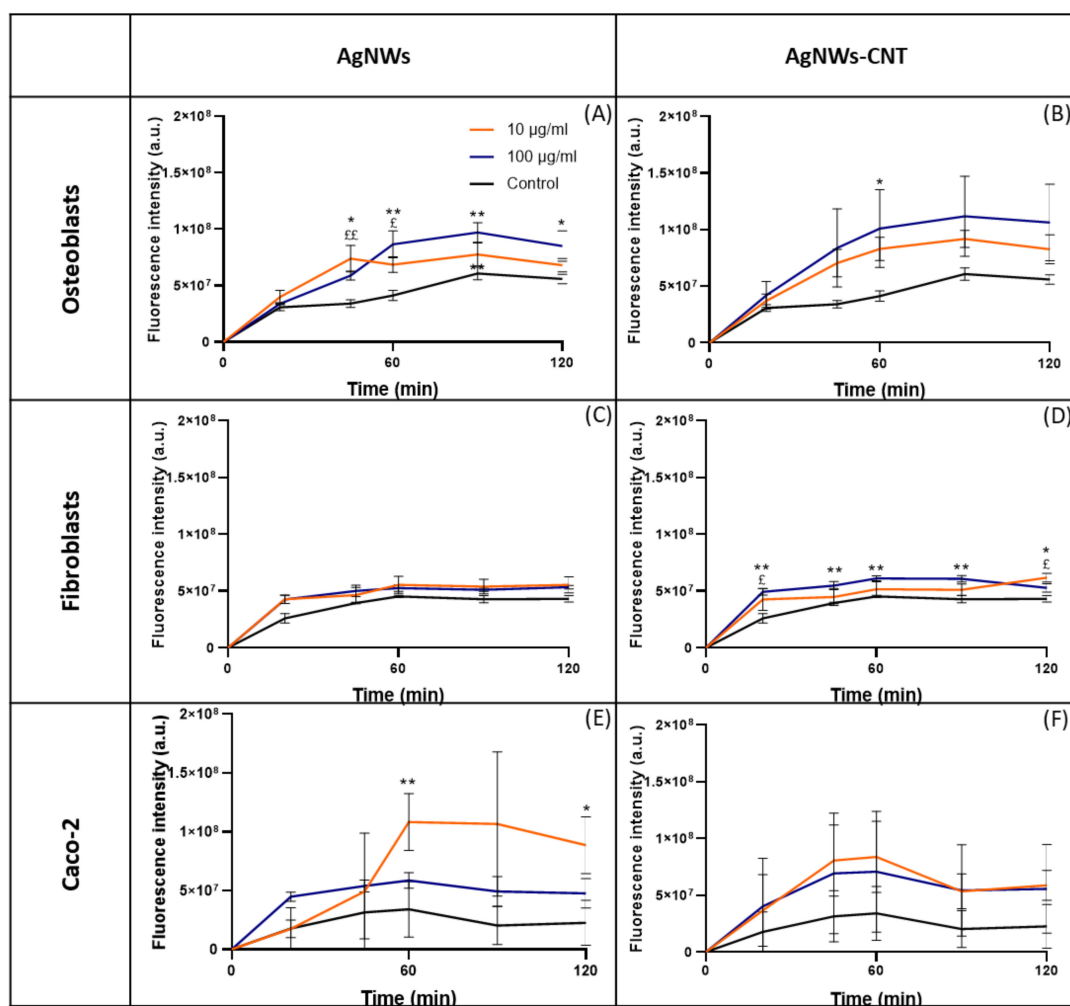 AgNWs
AgNWs-CNT
Osteoblasts
(A)
Fluorescence intensity (a.u.)
2×10⁸
1.5×10⁸
1×10⁸
5×10⁷
0
10 µg/ml
100 µg/ml
Control
*
££
**
£
**
**
*
0
60
120
Time (min)
(B)
Fluorescence intensity (a.u.)
2×10⁸
1.5×10⁸
1×10⁸
5×10⁷
0
*
0
60
120
Time (min)
Fibroblasts
(C)
Fluorescence intensity (a.u.)
2×10⁸
1.5×10⁸
1×10⁸
5×10⁷
0
0
60
120
Time (min)
(D)
Fluorescence intensity (a.u.)
2×10⁸
1.5×10⁸
1×10⁸
5×10⁷
0
**
£
**
**
**
*
£
0
60
120
Time (min)
Caco-2
(E)
Fluorescence intensity (a.u.)
2×10⁸
1.5×10⁸
1×10⁸
5×10⁷
0
**
*
0
60
120
Time (min)
(F)
Fluorescence intensity (a.u.)
2×10⁸
1.5×10⁸
1×10⁸
5×10⁷
0
0
60
120
Time (min)